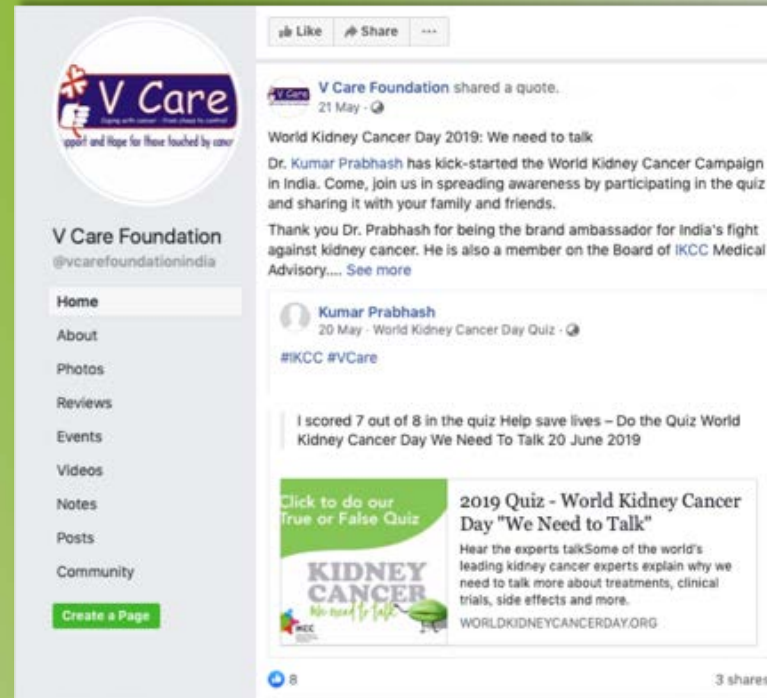 V Care
Coping with cancer - From chaos to control
Support and Hope for those touched by cancer
V Care Foundation
@vcarefoundationindia
Home
About
Photos
Reviews
Events
Videos
Notes
Posts
Community
Create a Page
Like Share ...
V Care
V Care Foundation shared a quote.
21 May ·
World Kidney Cancer Day 2019: We need to talk
Dr. Kumar Prabhash has kick-started the World Kidney Cancer Campaign
in India. Come, join us in spreading awareness by participating in the quiz
and sharing it with your family and friends.
Thank you Dr. Prabhash for being the brand ambassador for India's fight
against kidney cancer. He is also a member on the Board of IKCC Medical
Advisory.... See more
Kumar Prabhash
20 May · World Kidney Cancer Day Quiz ·
#IKCC #VCare
I scored 7 out of 8 in the quiz Help save lives – Do the Quiz World
Kidney Cancer Day We Need To Talk 20 June 2019
Click to do our
True or False Quiz
KIDNEY
CANCER
We need to talk
IKCC
2019 Quiz - World Kidney Cancer
Day "We Need to Talk"
Hear the experts talkSome of the world's
leading kidney cancer experts explain why we
need to talk more about treatments, clinical
trials, side effects and more.
WORLDKIDNEYCANCERDAY.ORG
8
3 shares